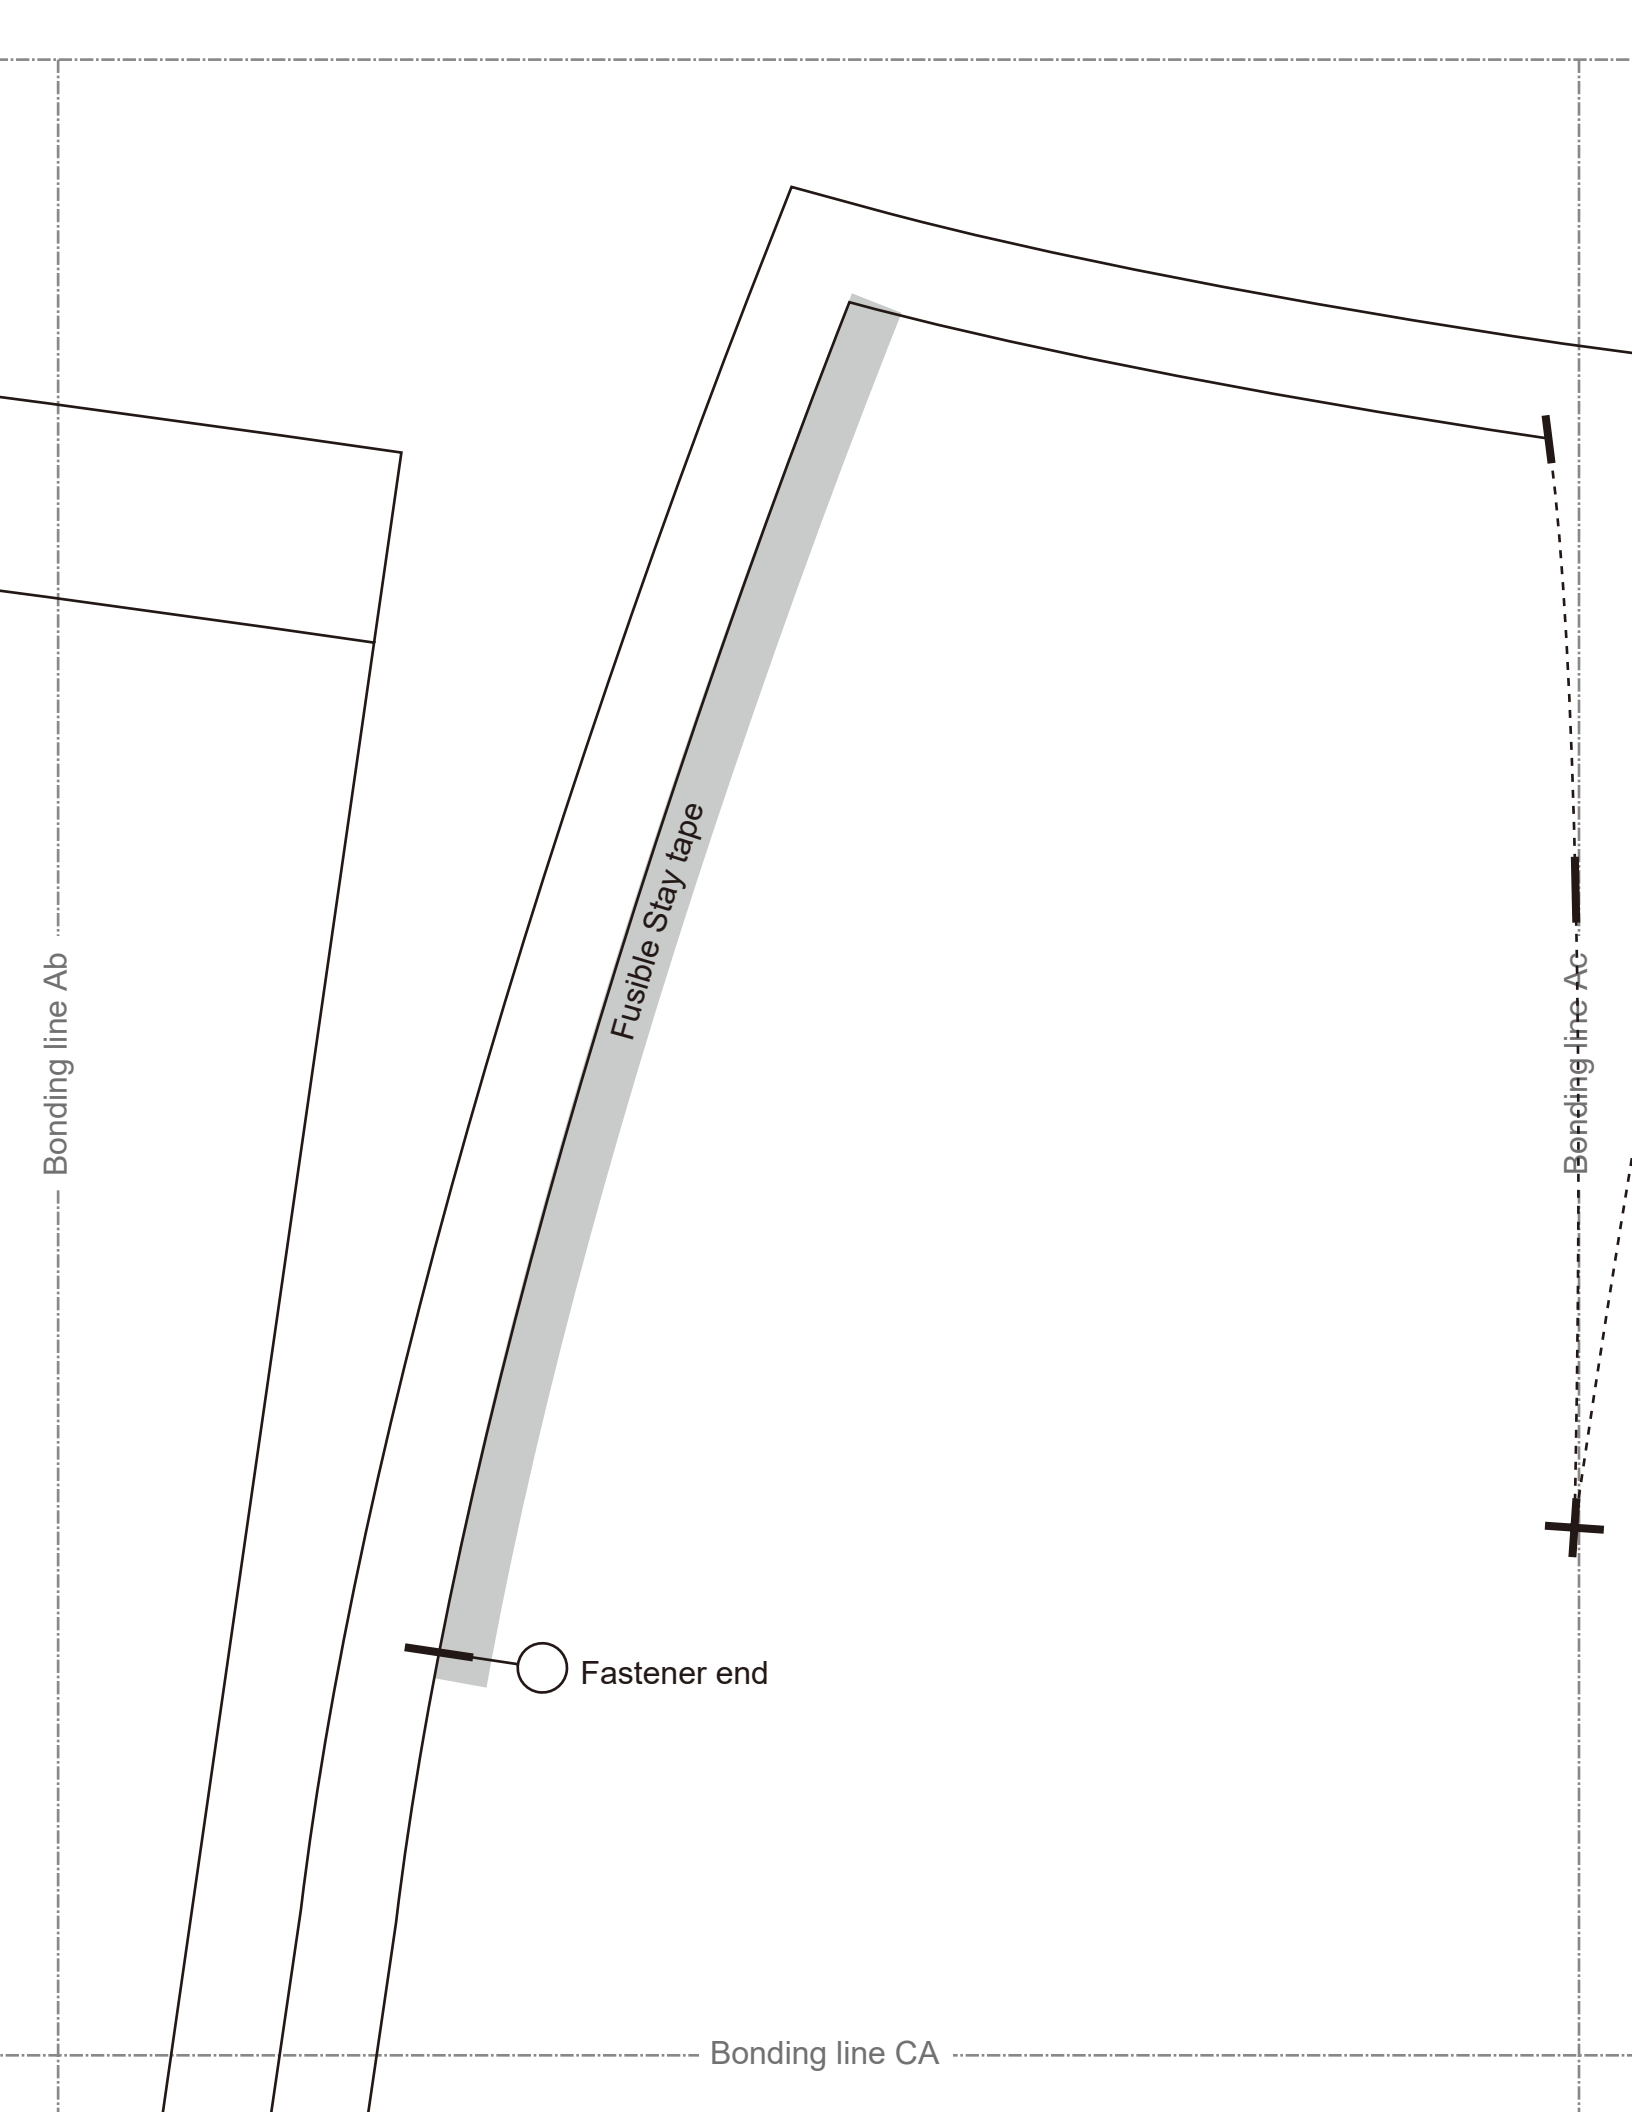 Fusible Stay tape
Bonding line Ab
Bonding line Ac
Fastener end
Bonding line CA